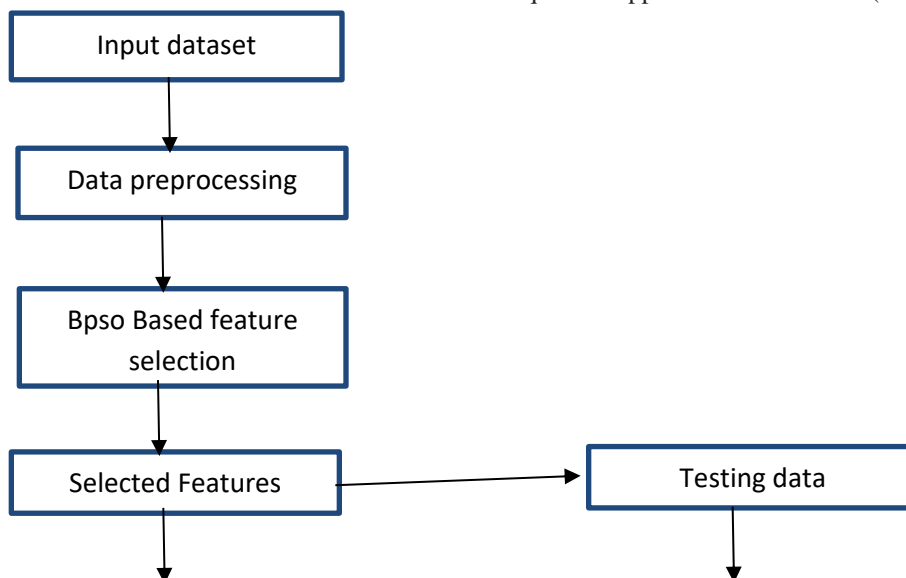 Input dataset
Data preprocessing
Bpso Based feature
selection
Selected Features
Testing data